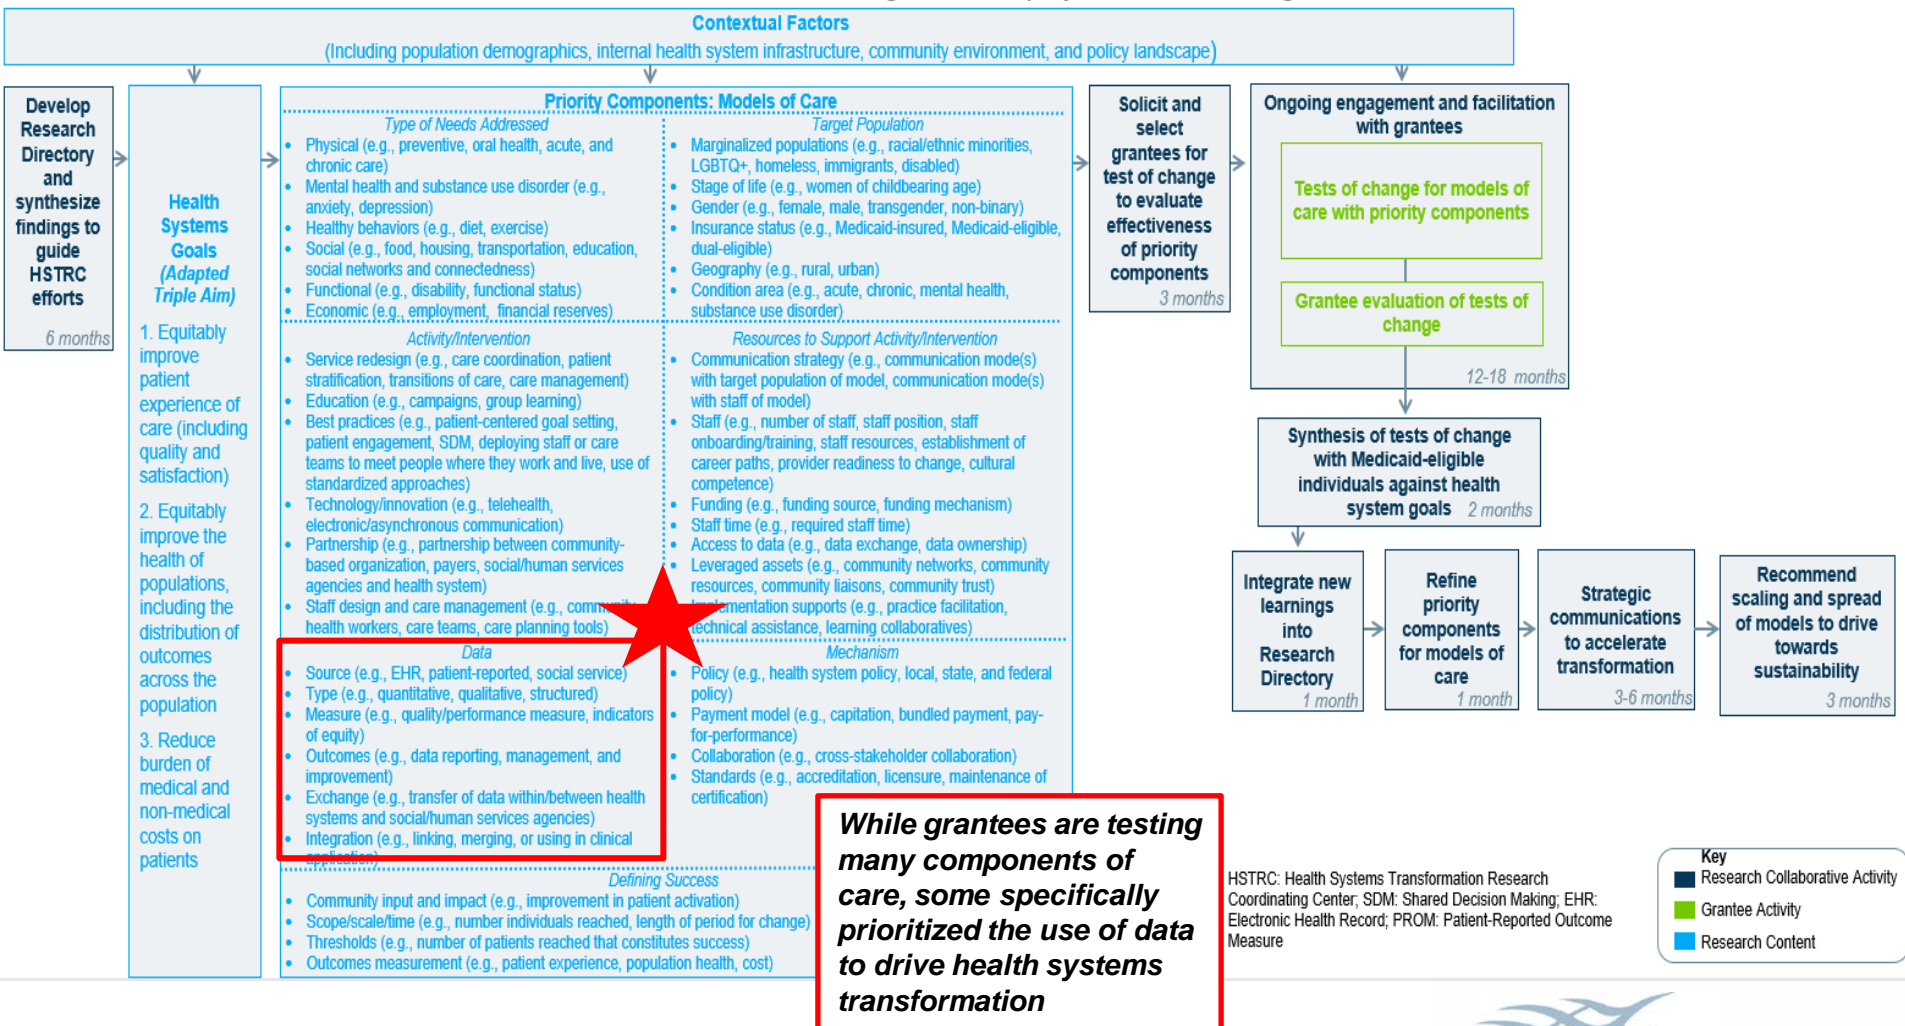 Contextual Factors
(Including population demographics, internal health system infrastructure, community environment, and policy landscape)
Develop
Research
Directory
and
synthesize
findings to
guide
HSTRC
efforts
6 months
Health
Systems
Goals
(Adapted
Triple Aim)
1. Equitably
improve
patient
experience of
care (including
quality and
satisfaction)
2. Equitably
improve the
health of
populations,
including the
distribution of
outcomes
across the
population
3. Reduce
burden of
medical and
non-medical
costs on
patients
Priority Components: Models of Care
Type of Needs Addressed
• Physical (e.g., preventive, oral health, acute, and
chronic care)
• Mental health and substance use disorder (e.g.,
anxiety, depression)
• Healthy behaviors (e.g., diet, exercise)
• Social (e.g., food, housing, transportation, education,
social networks and connectedness)
• Functional (e.g., disability, functional status)
• Economic (e.g., employment, financial reserves)
Target Population
• Marginalized populations (e.g., racial/ethnic minorities,
LGBTQ+, homeless, immigrants, disabled)
• Stage of life (e.g., women of childbearing age)
• Gender (e.g., female, male, transgender, non-binary)
• Insurance status (e.g., Medicaid-insured, Medicaid-eligible,
dual-eligible)
• Geography (e.g., rural, urban)
• Condition area (e.g., acute, chronic, mental health,
substance use disorder)
Activity/Intervention
• Service redesign (e.g., care coordination, patient
stratification, transitions of care, care management)
• Education (e.g., campaigns, group learning)
• Best practices (e.g., patient-centered goal setting,
patient engagement, SDM, deploying staff or care
teams to meet people where they work and live, use of
standardized approaches)
• Technology/innovation (e.g., telehealth,
electronic/asynchronous communication)
• Partnership (e.g., partnership between community-
based organization, payers, social/human services
agencies and health system)
• Staff design and care management (e.g., community
health workers, care teams, care planning tools)
Resources to Support Activity/Intervention
• Communication strategy (e.g., communication mode(s)
with target population of model, communication mode(s)
with staff of model)
• Staff (e.g., number of staff, staff position, staff
onboarding/training, staff resources, establishment of
career paths, provider readiness to change, cultural
competence)
• Funding (e.g., funding source, funding mechanism)
• Staff time (e.g., required staff time)
• Access to data (e.g., data exchange, data ownership)
• Leveraged assets (e.g., community networks, community
resources, community liaisons, community trust)
Implementation supports (e.g., practice facilitation,
technical assistance, learning collaboratives)
Data
• Source (e.g., EHR, patient-reported, social service)
• Type (e.g., quantitative, qualitative, structured)
• Measure (e.g., quality/performance measure, indicators
of equity)
• Outcomes (e.g., data reporting, management, and
improvement)
• Exchange (e.g., transfer of data within/between health
systems and social/human services agencies)
• Integration (e.g., linking, merging, or using in clinical
application)
Mechanism
• Policy (e.g., health system policy, local, state, and federal
policy)
• Payment model (e.g., capitation, bundled payment, pay-
for-performance)
• Collaboration (e.g., cross-stakeholder collaboration)
• Standards (e.g., accreditation, licensure, maintenance of
certification)
Defining Success
• Community input and impact (e.g., improvement in patient activation)
• Scope/scale/time (e.g., number individuals reached, length of period for change)
• Thresholds (e.g., number of patients reached that constitutes success)
• Outcomes measurement (e.g., patient experience, population health, cost)
Solicit and
select
grantees for
test of change
to evaluate
effectiveness
of priority
components
3 months
Ongoing engagement and facilitation
with grantees
Tests of change for models of
care with priority components
Grantee evaluation of tests of
change
12-18 months
Synthesis of tests of change
with Medicaid-eligible
individuals against health
system goals 2 months
Integrate new
learnings
into
Research
Directory
1 month
Refine
priority
components
for models of
care
1 month
Strategic
communications
to accelerate
transformation
3-6 months
Recommend
scaling and spread
of models to drive
towards
sustainability
3 months
While grantees are testing
many components of
care, some specifically
prioritized the use of data
to drive health systems
transformation
HSTRC: Health Systems Transformation Research
Coordinating Center; SDM: Shared Decision Making; EHR:
Electronic Health Record; PROM: Patient-Reported Outcome
Measure
Key
Research Collaborative Activity
Grantee Activity
Research Content